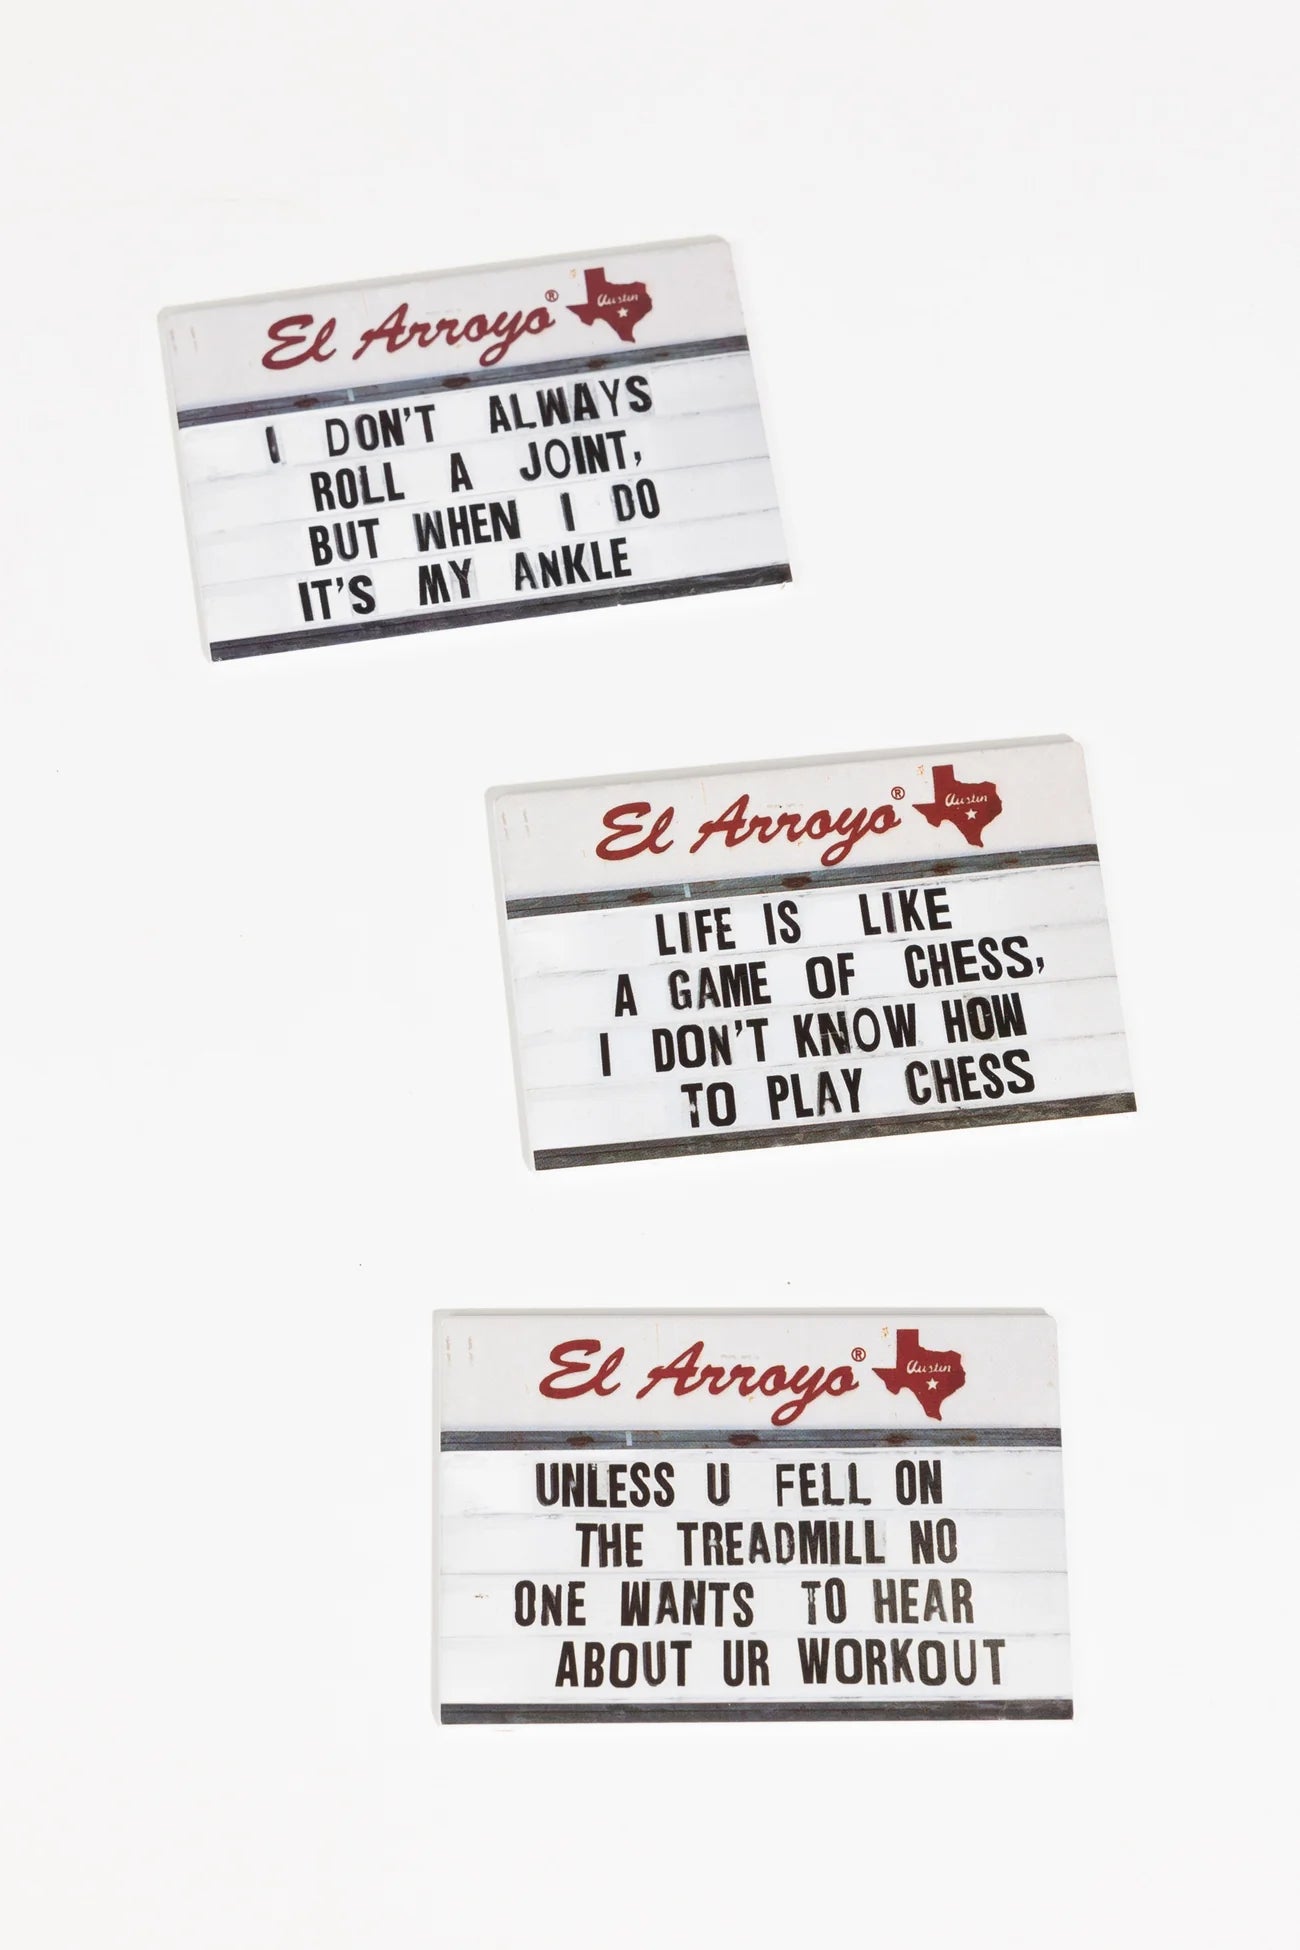 El Arroyo® Austin
I DON'T ALWAYS
ROLL A JOINT,
BUT WHEN I DO
IT'S MY ANKLE
El Arroyo® Austin
LIFE IS LIKE
A GAME OF CHESS,
I DON'T KNOW HOW
TO PLAY CHESS
El Arroyo® Austin
UNLESS U FELL ON
THE TREADMILL NO
ONE WANTS TO HEAR
ABOUT UR WORKOUT